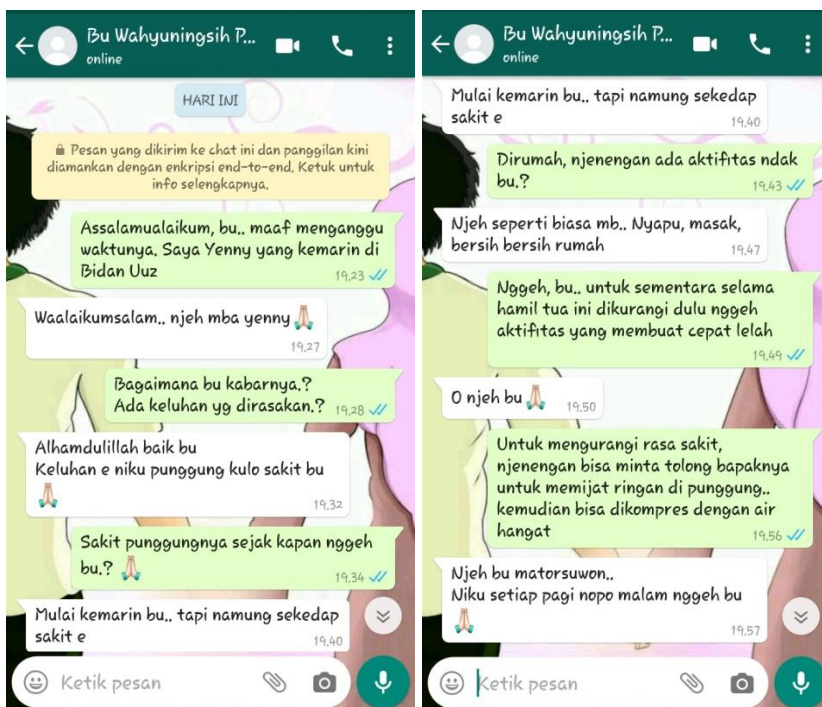 Bu Wahyuningsih P...
online
HARI INI
Pesan yang dikirim ke chat ini dan panggilan kini
diamankan dengan enkripsi end-to-end. Ketuk untuk
info selengkapnya.
Assalamualaikum, bu.. maaf menganggu
waktunya. Saya Yenny yang kemarin di
Bidan Uuz
19.23
Waalaikumsalam.. njeh mba yenny
19.27
Bagaimana bu kabarnya.?
Ada keluhan yg dirasakan.? 19.28
Alhamdulillah baik bu
Keluhan e niku punggung kulo sakit bu
19.32
Sakit punggungnya sejak kapan nggeh
bu.? 19.34
Mulai kemarin bu.. tapi namung sekedap
sakit e 19.40
Ketik pesan
Bu Wahyuningsih P...
online
Mulai kemarin bu.. tapi namung sekedap
sakit e 19.40
Dirumah, njenengan ada aktifitas ndak
bu.? 19.43
Njeh seperti biasa mb.. Nyapu, masak,
bersih bersih rumah 19.47
Nggeh, bu.. untuk sementara selama
hamil tua ini dikurangi dulu nggeh
aktifitas yang membuat cepat lelah
19.49
O njeh bu 19.50
Untuk mengurangi rasa sakit,
njenengan bisa minta tolong bapaknya
untuk memijat ringan di punggung..
kemudian bisa dikompres dengan air
hangat 19.56
Njeh bu matorsuwon..
Niku setiap pagi nopo malam nggeh bu
19.57
Ketik pesan